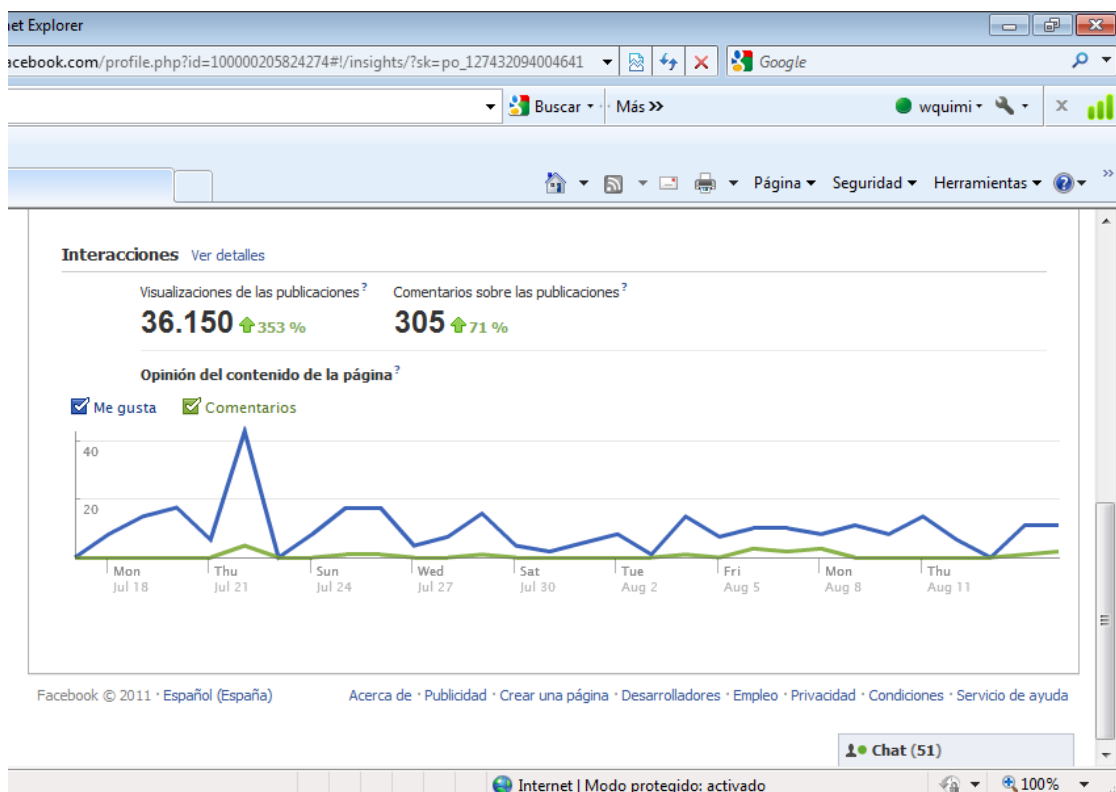 net Explorer
acebook.com/profile.php?id=100000205824274#!/insights/?sk=po_127432094004641 Google
Buscar Más >> wquimi
Página Seguridad Herramientas
Interacciones Ver detalles
Visualizaciones de las publicaciones? Comentarios sobre las publicaciones?
36.150 353 % 305 71 %
Opinión del contenido de la página?
Me gusta Comentarios
40
20
Mon Thu Sun Wed Sat Tue Fri Mon Thu
Jul 18 Jul 21 Jul 24 Jul 27 Jul 30 Aug 2 Aug 5 Aug 8 Aug 11
Facebook © 2011 · Español (España) Acerca de · Publicidad · Crear una página · Desarrolladores · Empleo · Privacidad · Condiciones · Servicio de ayuda
Chat (51)
Internet | Modo protegido: activado 100%